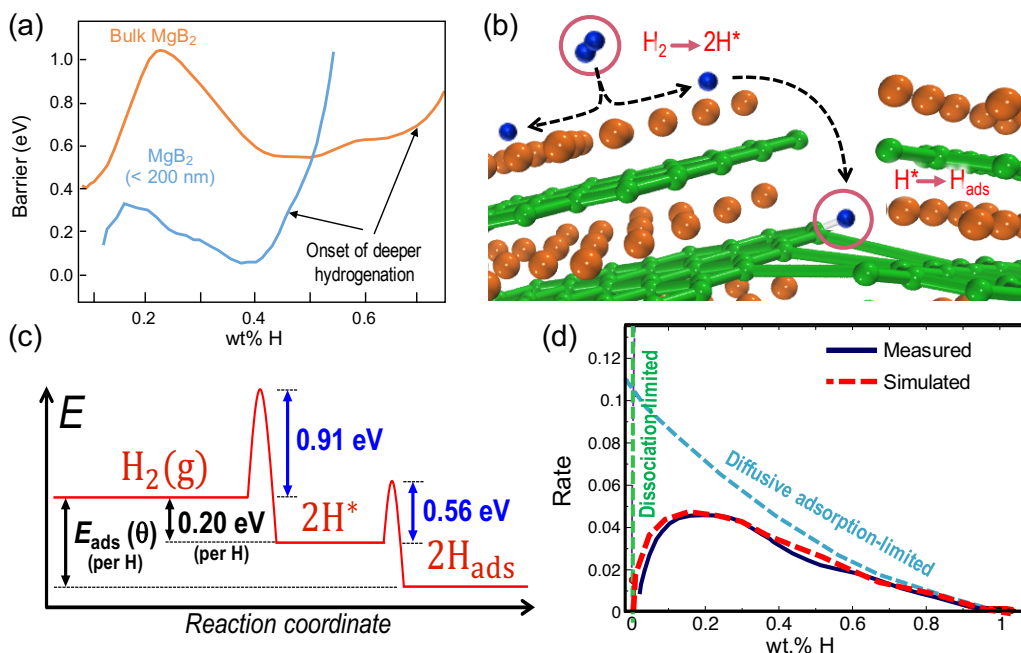 (a)
Bulk MgB2
1.0
0.8
0.6
0.4
0.2
0.0
Barrier (eV)
MgB2
(< 200 nm)
Onset of deeper
hydrogenation
0.2
0.4
0.6
wt% H
(b)
H2 → 2H*
H* → Hads
(c)
E
0.91 eV
H2(g)
0.56 eV
Eads (θ)
(per H)
0.20 eV
(per H)
2H*
2Hads
Reaction coordinate
(d)
0.12
0.1
0.08
0.06
0.04
0.02
0
Rate
Dissociation-limited
Measured
Simulated
Diffusive adsorption-limited
0
0.2
0.4
0.6
0.8
1
wt.% H